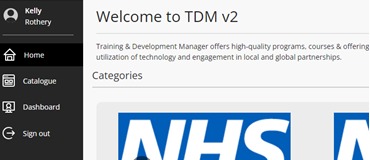 Kelly
Rothery
Home
Catalogue
Dashboard
Sign out
Welcome to TDM v2
Training & Development Manager offers high-quality programs, courses & offering
utilization of technology and engagement in local and global partnerships.
Categories
NHS